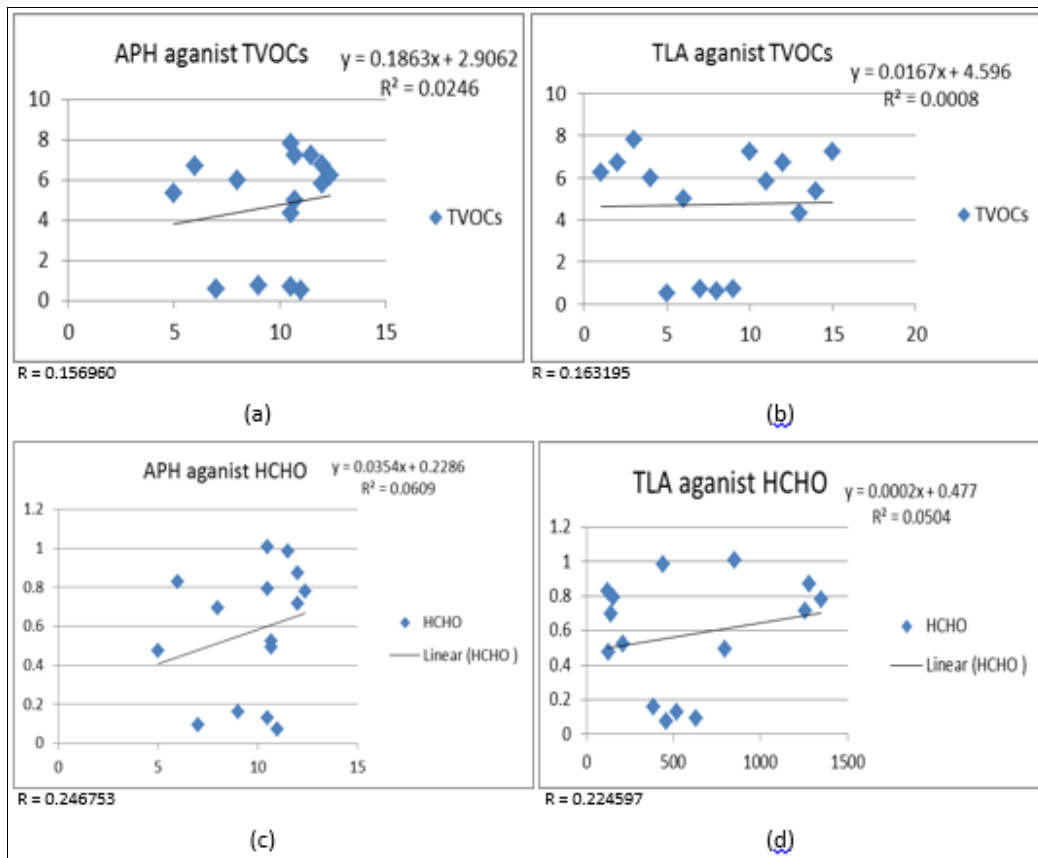 APH aganist TVOCs
y = 0.1863x + 2.9062
R² = 0.0246
10
8
6
4
2
0
0 5 10 15
TVOCs
R = 0.156960
(a)
TLA aganist TVOCs
y = 0.0167x + 4.596
R² = 0.0008
10
8
6
4
2
0
0 5 10 15 20
TVOCs
R = 0.163195
(b)
APH aganist HCHO
y = 0.0354x + 0.2286
R² = 0.0609
1.2
1
0.8
0.6
0.4
0.2
0
0 5 10 15
HCHO
Linear (HCHO )
R = 0.246753
(c)
TLA aganist HCHO
y = 0.0002x + 0.477
R² = 0.0504
1.2
1
0.8
0.6
0.4
0.2
0
0 500 1000 1500
HCHO
Linear (HCHO )
R = 0.224597
(d)